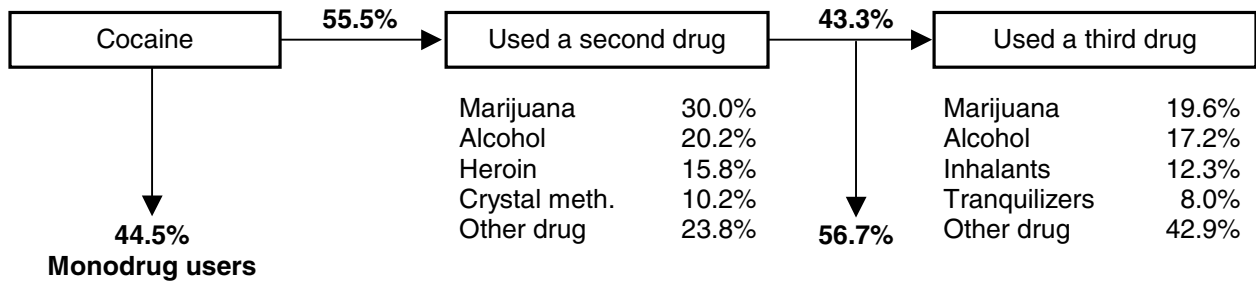 55.5%
43.3%
Cocaine
Used a second drug
Used a third drug
Marijuana 30.0%
Alcohol 20.2%
Heroin 15.8%
Crystal meth. 10.2%
Other drug 23.8%
Marijuana 19.6%
Alcohol 17.2%
Inhalants 12.3%
Tranquilizers 8.0%
Other drug 42.9%
44.5%
Monodrug users
56.7%